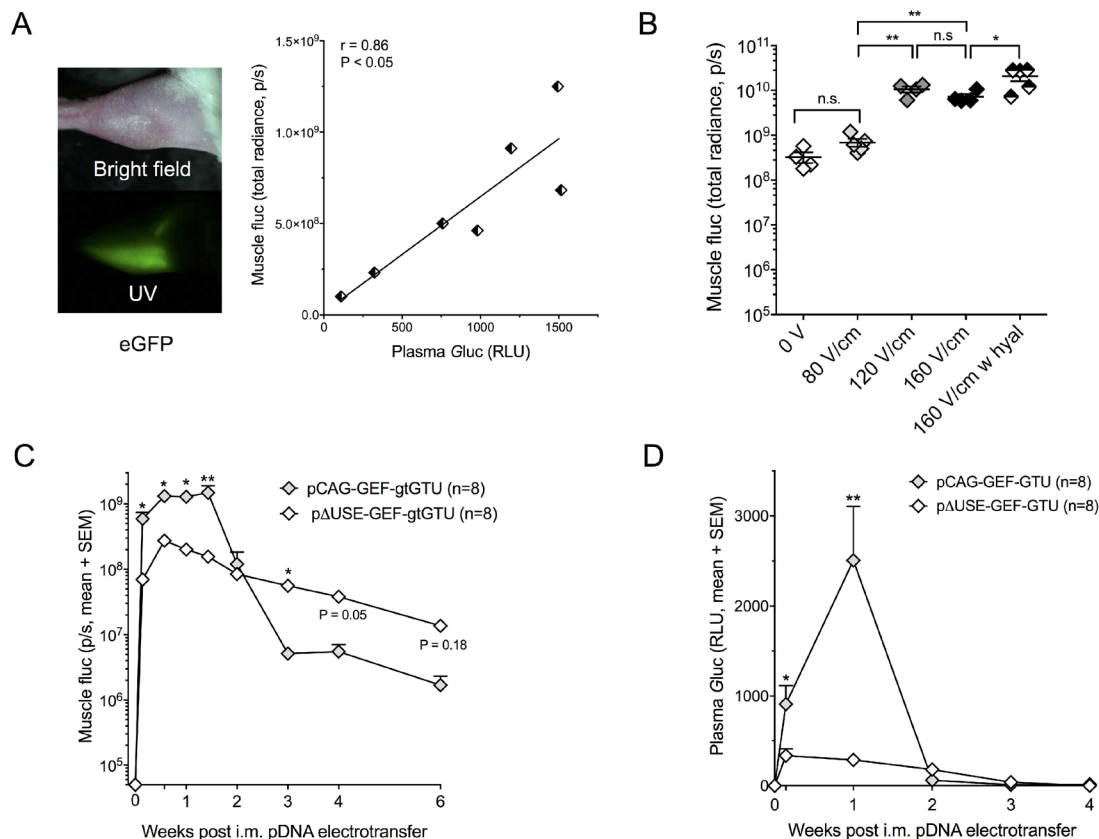 A
Bright field
UV
eGFP
r = 0.86
P < 0.05
Muscle fluc (total radiance, p/s)
1.5×10⁹
1.0×10⁹
5.0×10⁸
0.0
0 500 1000 1500
Plasma Gluc (RLU)
B
**
** n.s *
n.s.
Muscle fluc (total radiance, p/s)
10¹¹
10¹⁰
10⁹
10⁸
10⁷
10⁶
10⁵
0 V
80 V/cm
120 V/cm
160 V/cm
160 V/cm w hyal
C
pCAG-GEF-gtGTU (n=8)
pΔUSE-GEF-gtGTU (n=8)
Muscle fluc (p/s, mean + SEM)
10⁹
10⁸
10⁷
10⁶
10⁵
* * * **
*
P = 0.05
P = 0.18
0 1 2 3 4 6
Weeks post i.m. pDNA electrotransfer
D
pCAG-GEF-GTU (n=8)
pΔUSE-GEF-GTU (n=8)
Plasma Gluc (RLU, mean + SEM)
3000
2000
1000
0
**
*
0 1 2 3 4
Weeks post i.m. pDNA electrotransfer